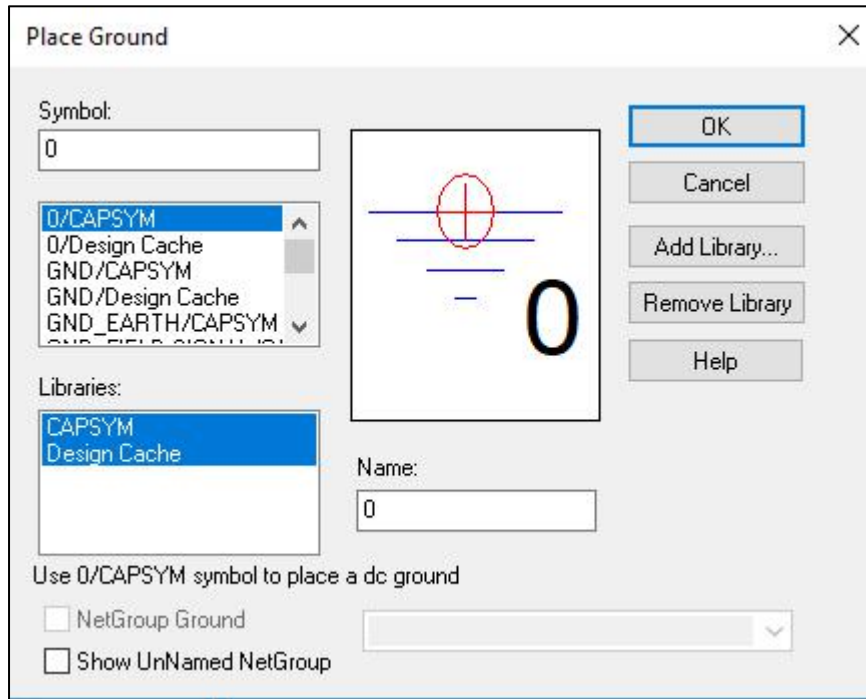 Place Ground
Symbol:
0
0/CAPSYM
0/Design Cache
GND/CAPSYM
GND/Design Cache
GND_EARTH/CAPSYM
Libraries:
CAPSYM
Design Cache
0
Name:
0
OK
Cancel
Add Library...
Remove Library
Help
Use 0/CAPSYM symbol to place a dc ground
NetGroup Ground
Show UnNamed NetGroup